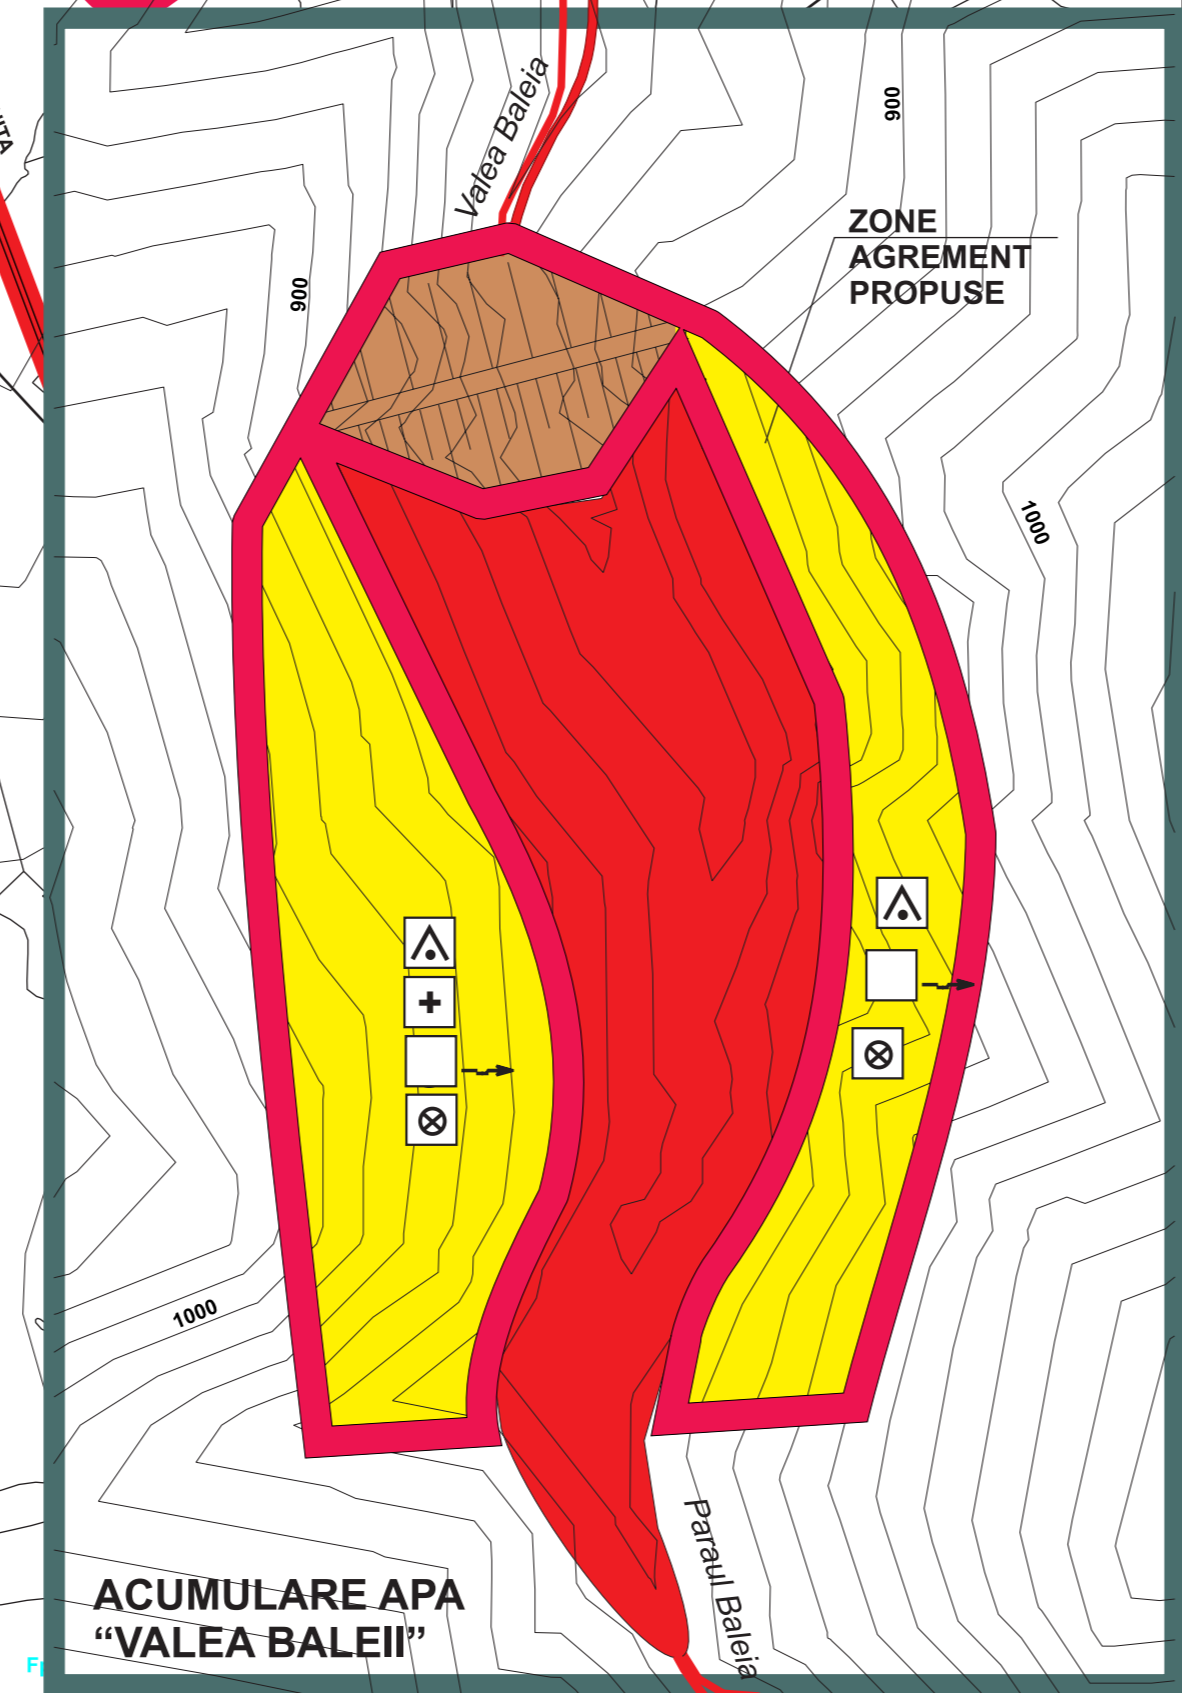 Valea Baleia
900
ZONE
AGREMENT
PROPUSE
900
1000
1000
Paraul Baleia
ACUMULARE APA
“VALEA BALEII”